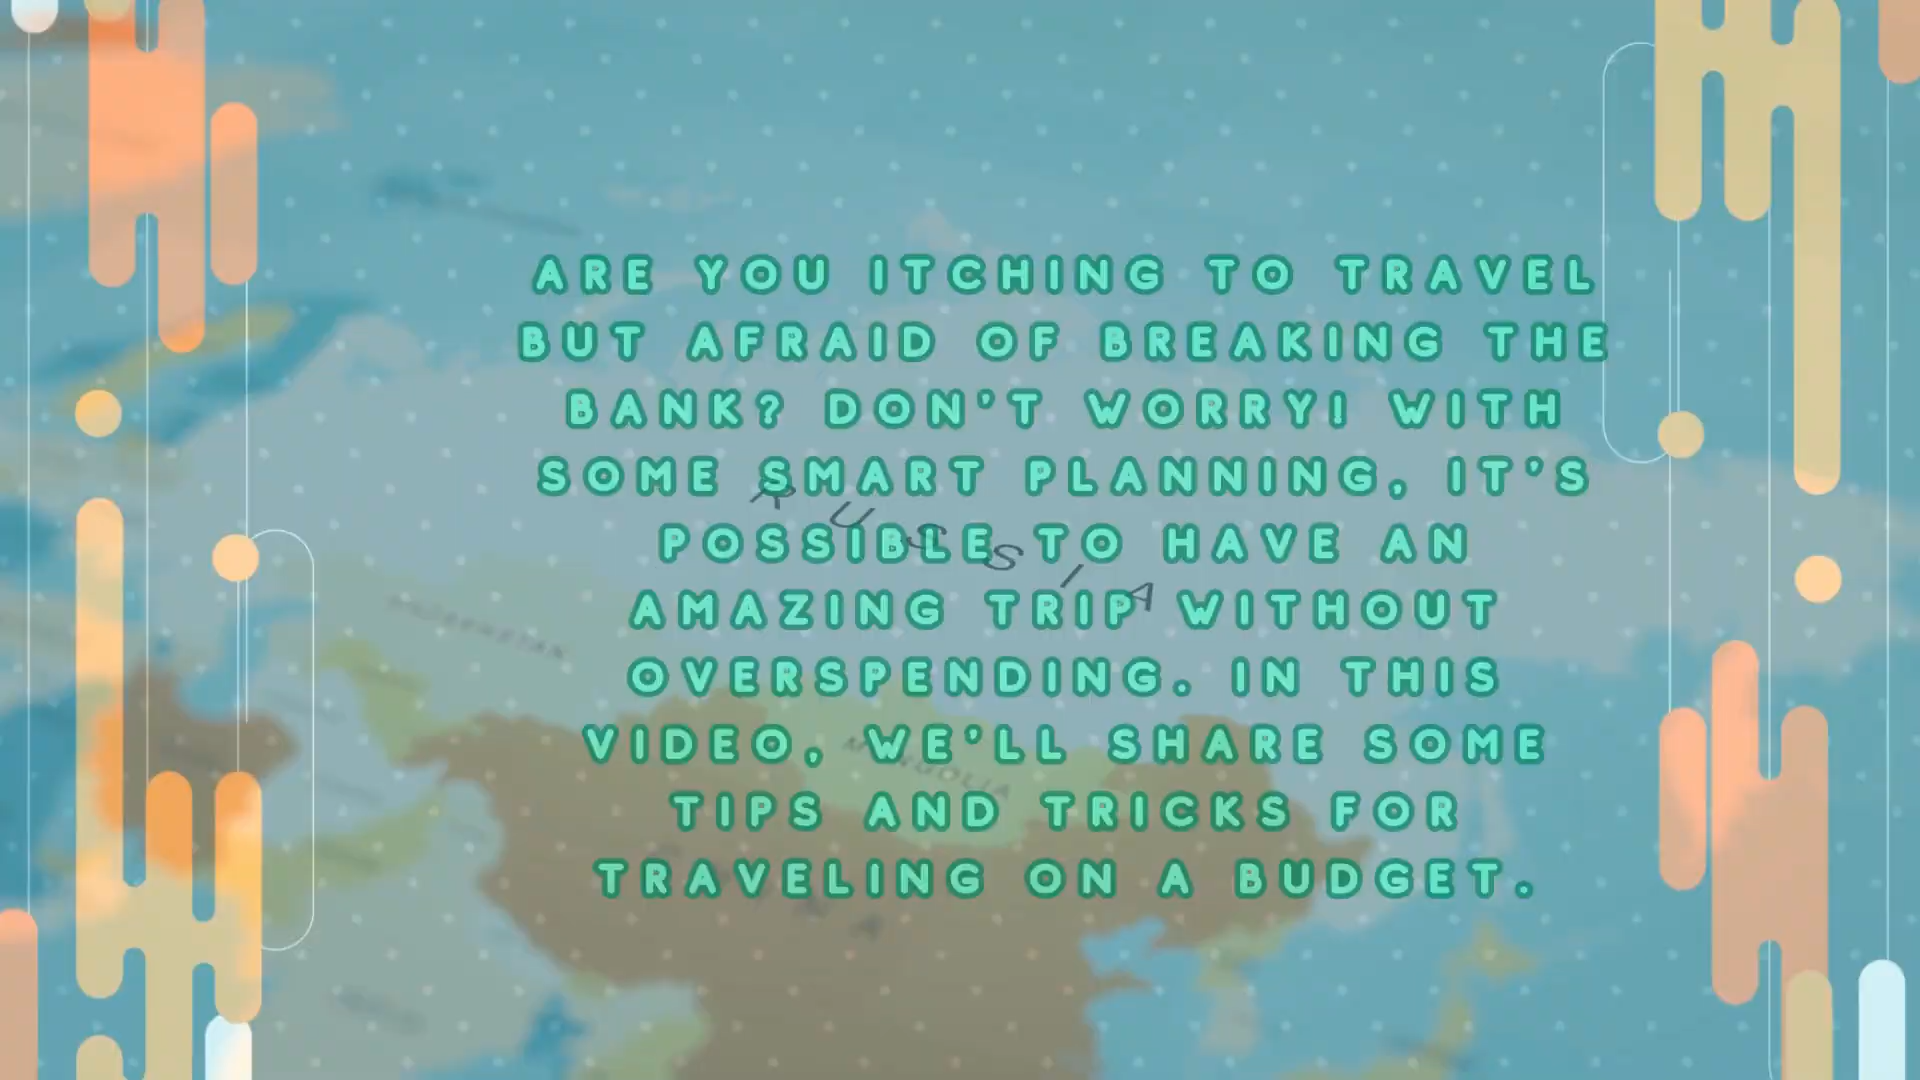 ARE YOU ITCHING TO TRAVEL
BUT AFRAID OF BREAKING THE
BANK? DON'T WORRY! WITH
SOME SMART PLANNING, IT'S
POSSIBLE TO HAVE AN
AMAZING TRIP WITHOUT
OVERSPENDING. IN THIS
VIDEO, WE'LL SHARE SOME
TIPS AND TRICKS FOR
TRAVELING ON A BUDGET.
RUSSIA
MONGOLIA